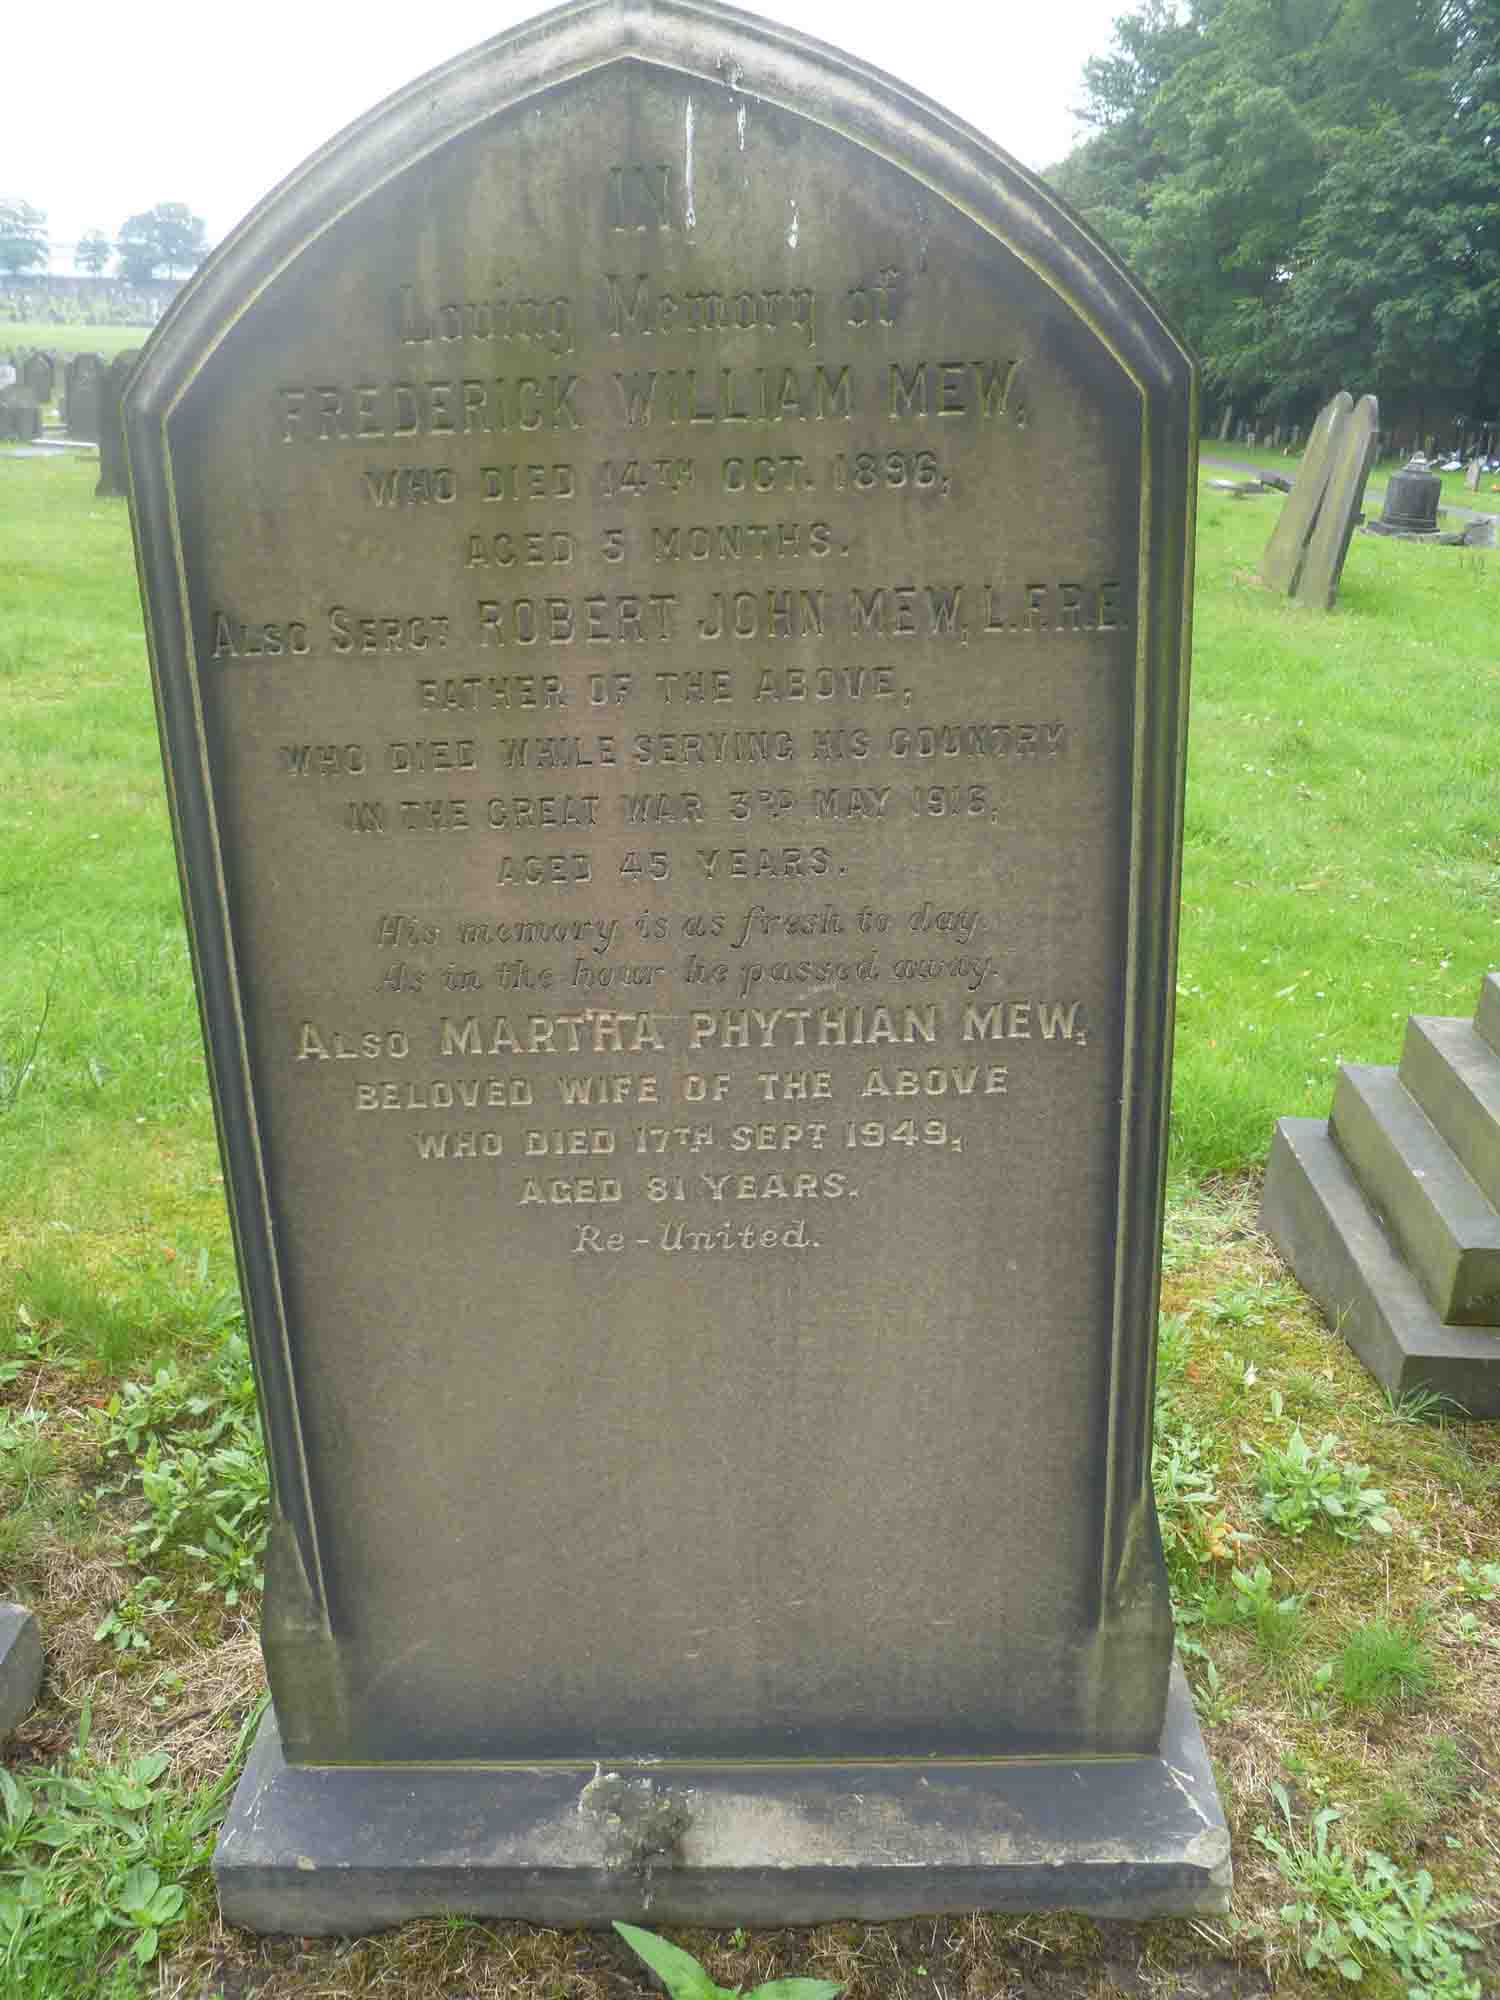 IN
Loving Memory of
FREDERICK WILLIAM MEW,
WHO DIED 14TH OCT. 1896,
AGED 5 MONTHS.
ALSO SERGT ROBERT JOHN MEW, L.F.R.E.
FATHER OF THE ABOVE,
WHO DIED WHILE SERVING HIS COUNTRY
IN THE GREAT WAR 3RD MAY 1916,
AGED 45 YEARS.
His memory is as fresh to day.
As in the hour he passed away.
ALSO MARTHA PHYTHIAN MEW,
BELOVED WIFE OF THE ABOVE
WHO DIED 17TH SEPT 1949,
AGED 81 YEARS.
Re-United.